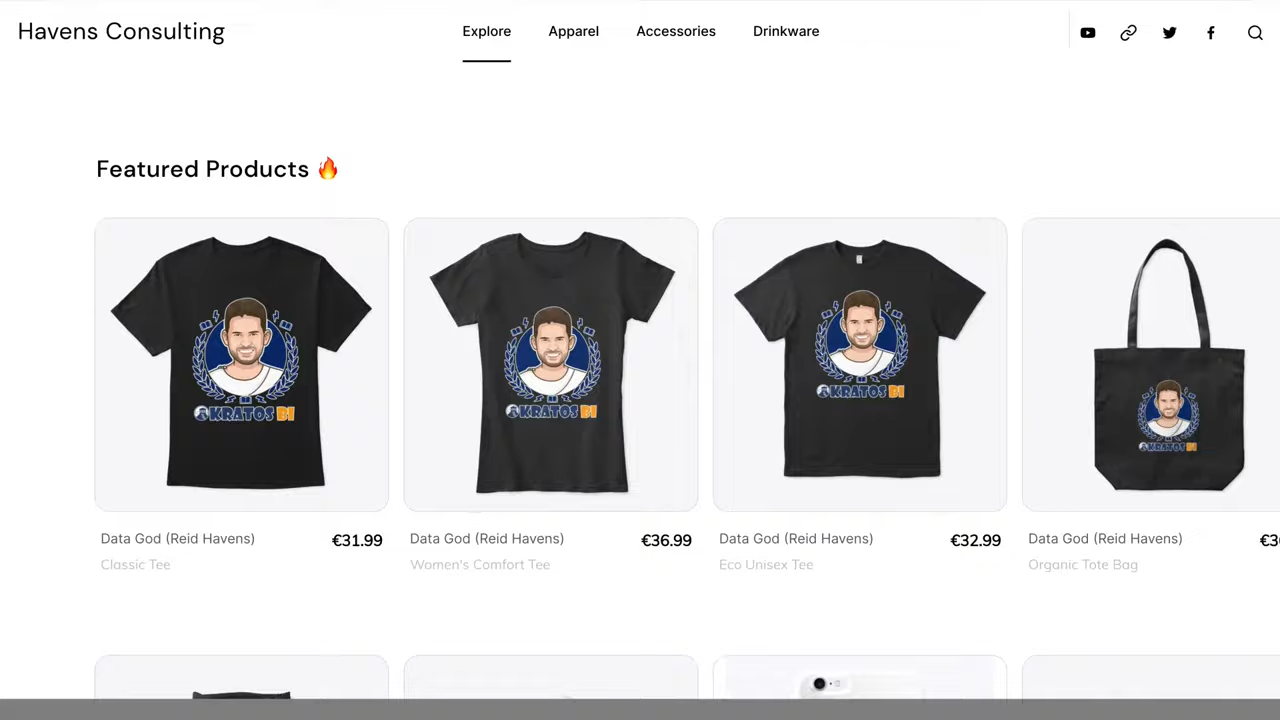 Havens Consulting
Explore Apparel Accessories Drinkware
Featured Products 🔥
KRATOS BI
KRATOS BI
KRATOS BI
KRATOS BI
Data God (Reid Havens) €31.99
Classic Tee
Data God (Reid Havens) €36.99
Women's Comfort Tee
Data God (Reid Havens) €32.99
Eco Unisex Tee
Data God (Reid Havens)
Organic Tote Bag